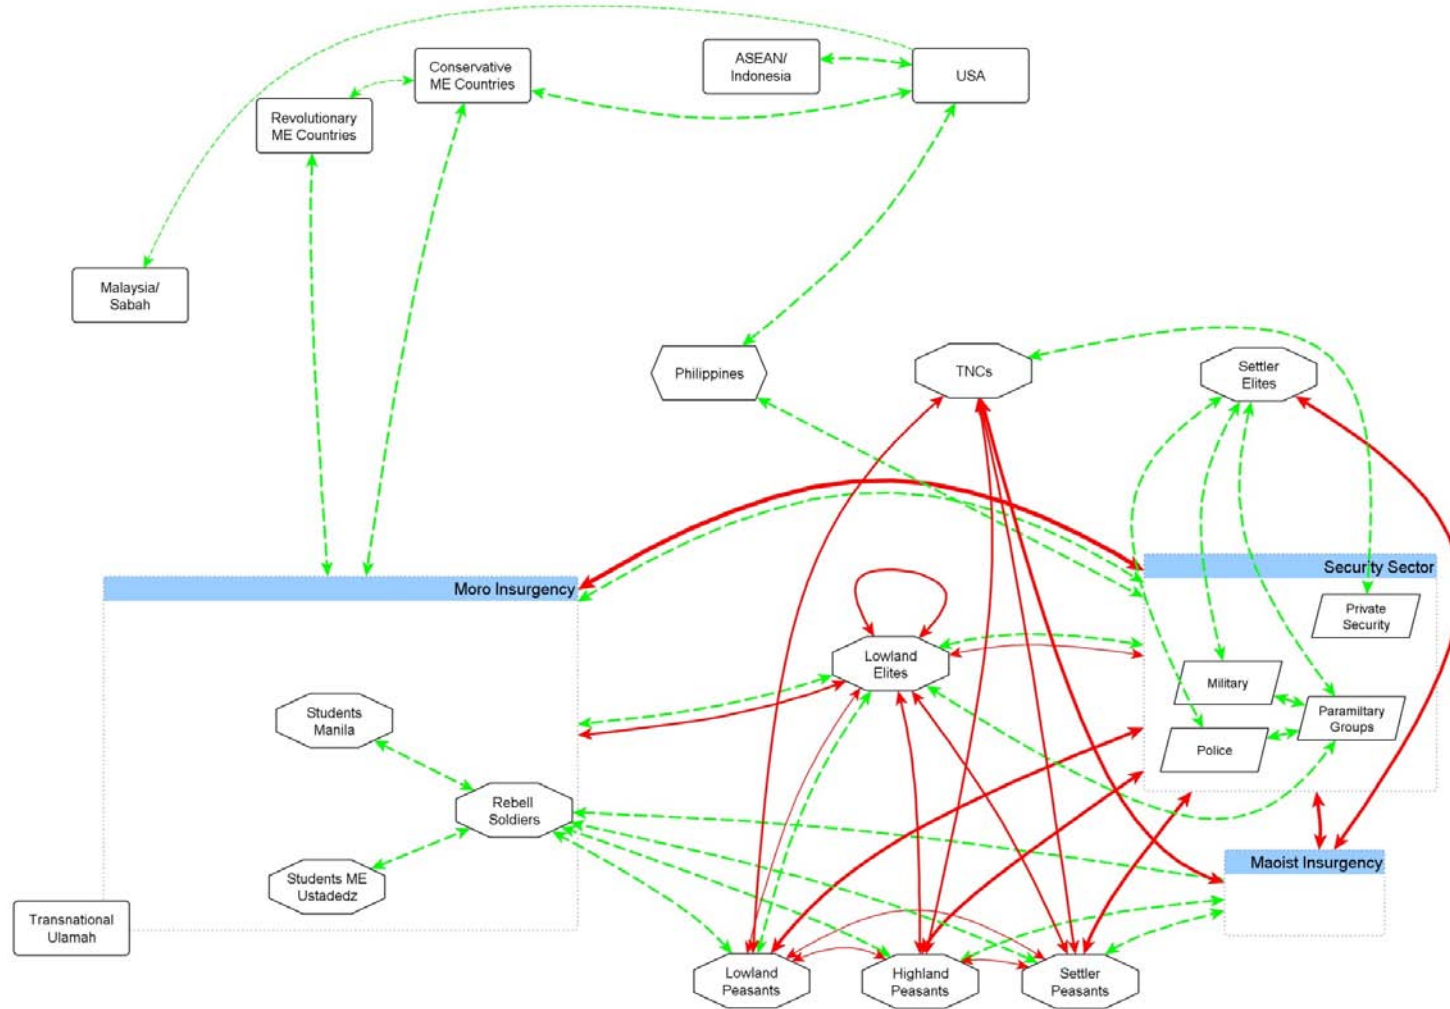 Conservative
ME Countries
ASEAN/
Indonesia
USA
Revolutionary
ME Countries
Malaysia/
Sabah
Philippines
TNCs
Settler
Elites
Moro Insurgency
Security Sector
Private
Security
Lowland
Elites
Military
Paramiltary
Groups
Police
Students
Manila
Rebell
Soldiers
Students ME
Ustadedz
Maoist Insurgency
Transnational
Ulamah
Lowland
Peasants
Highland
Peasants
Settler
Peasants